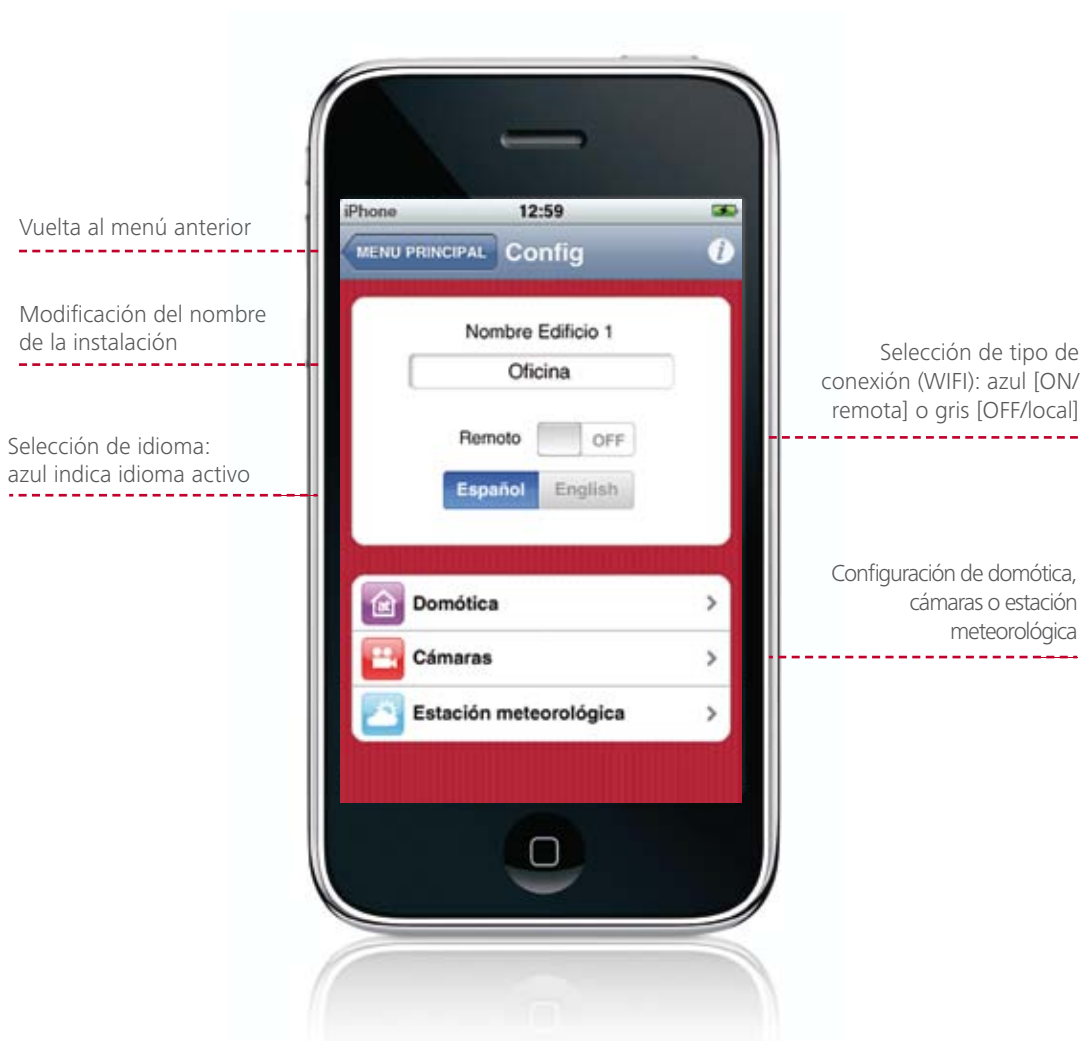 Vuelta al menú anterior
Modificación del nombre
de la instalación
Selección de idioma:
azul indica idioma activo
iPhone 12:59
MENU PRINCIPAL Config i
Nombre Edificio 1
Oficina
Remoto OFF
Español English
Domótica
Cámaras
Estación meteorológica
Selección de tipo de
conexión (WIFI): azul [ON/
remota] o gris [OFF/local]
Configuración de domótica,
cámaras o estación
meteorológica